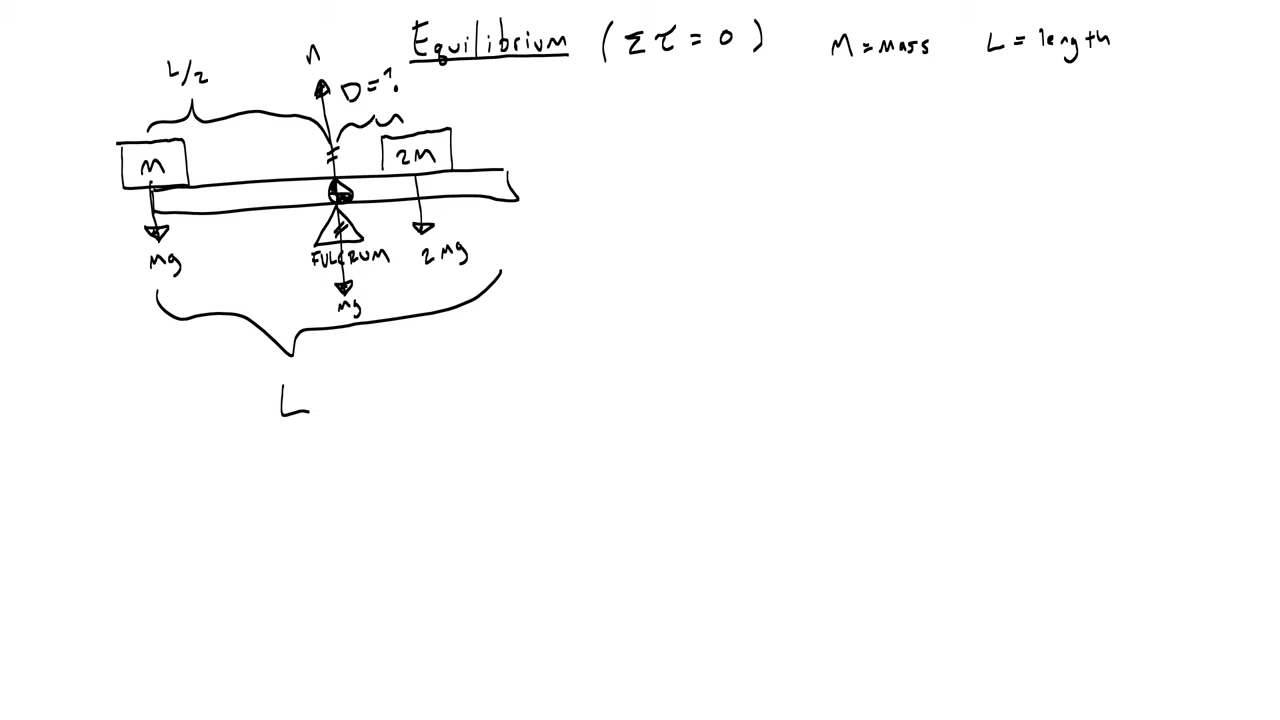 Equilibrium (Στ = 0) M = mass L = length
n
L/2
D = ?
M
2M
Mg
FULCRUM
2Mg
Mg
L